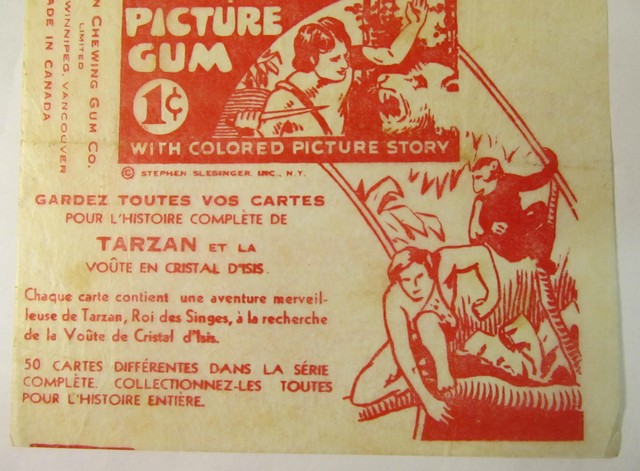 PICTURE
GUM
1¢
WITH COLORED PICTURE STORY
© STEPHEN SLESINGER, INC., N.Y.
N CHEWING GUM CO.
LIMITED
WINNIPEG, VANCOUVER
ADE IN CANADA
GARDEZ TOUTES VOS CARTES
POUR L'HISTOIRE COMPLÈTE DE
TARZAN ET LA
VOÛTE EN CRISTAL D'ISIS.
Chaque carte contient une aventure merveil-
leuse de Tarzan, Roi des Singes, à la recherche
de la Voûte de Cristal d'Isis.
50 CARTES DIFFÉRENTES DANS LA SÉRIE
COMPLÈTE. COLLECTIONNEZ-LES TOUTES
POUR L'HISTOIRE ENTIÈRE.